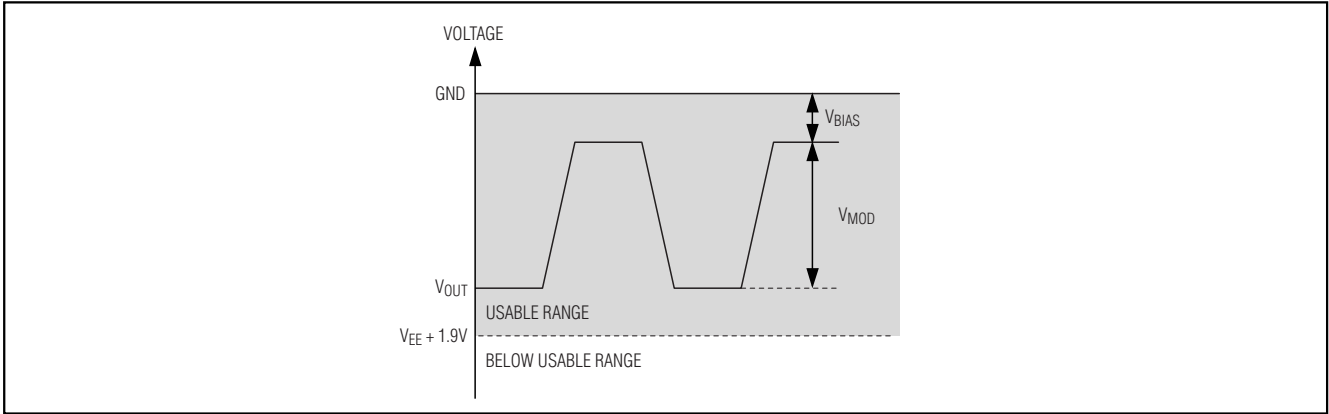 VOLTAGE
GND
VBIAS
VMOD
VOUT
USABLE RANGE
VEE + 1.9V
BELOW USABLE RANGE